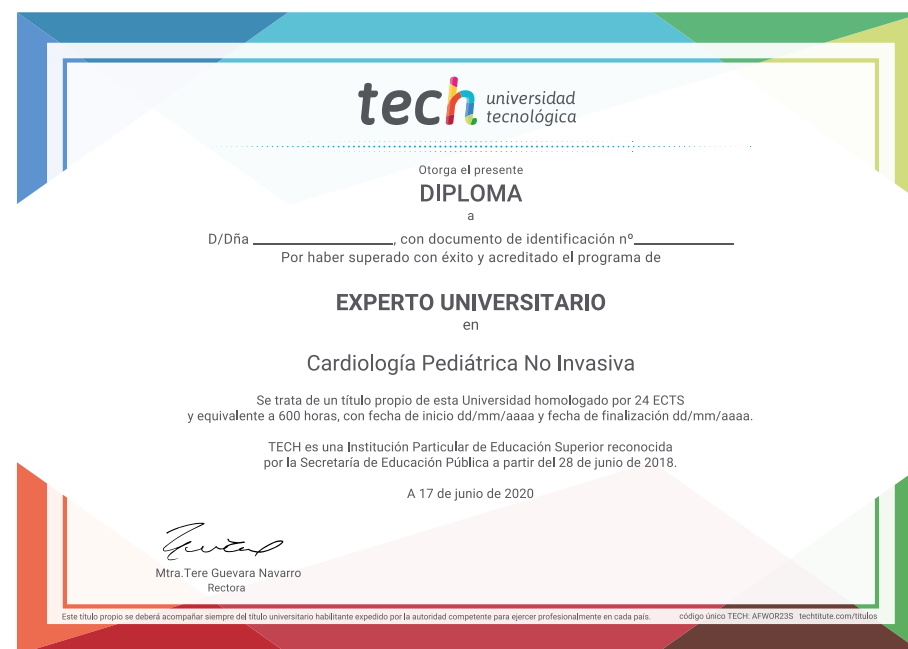 tech universidad
tecnológica
Otorga el presente
DIPLOMA
a
D/Dña ______________, con documento de identificación nº__________
Por haber superado con éxito y acreditado el programa de
EXPERTO UNIVERSITARIO
en
Cardiología Pediátrica No Invasiva
Se trata de un título propio de esta Universidad homologado por 24 ECTS
y equivalente a 600 horas, con fecha de inicio dd/mm/aaaa y fecha de finalización dd/mm/aaaa.
TECH es una Institución Particular de Educación Superior reconocida
por la Secretaría de Educación Pública a partir del 28 de junio de 2018.
A 17 de junio de 2020
Mtra.Tere Guevara Navarro
Rectora
Este título propio se deberá acompañar siempre del título universitario habilitante expedido por la autoridad competente para ejercer profesionalmente en cada país. código único TECH: AFWOR23S techtitute.com/titulos